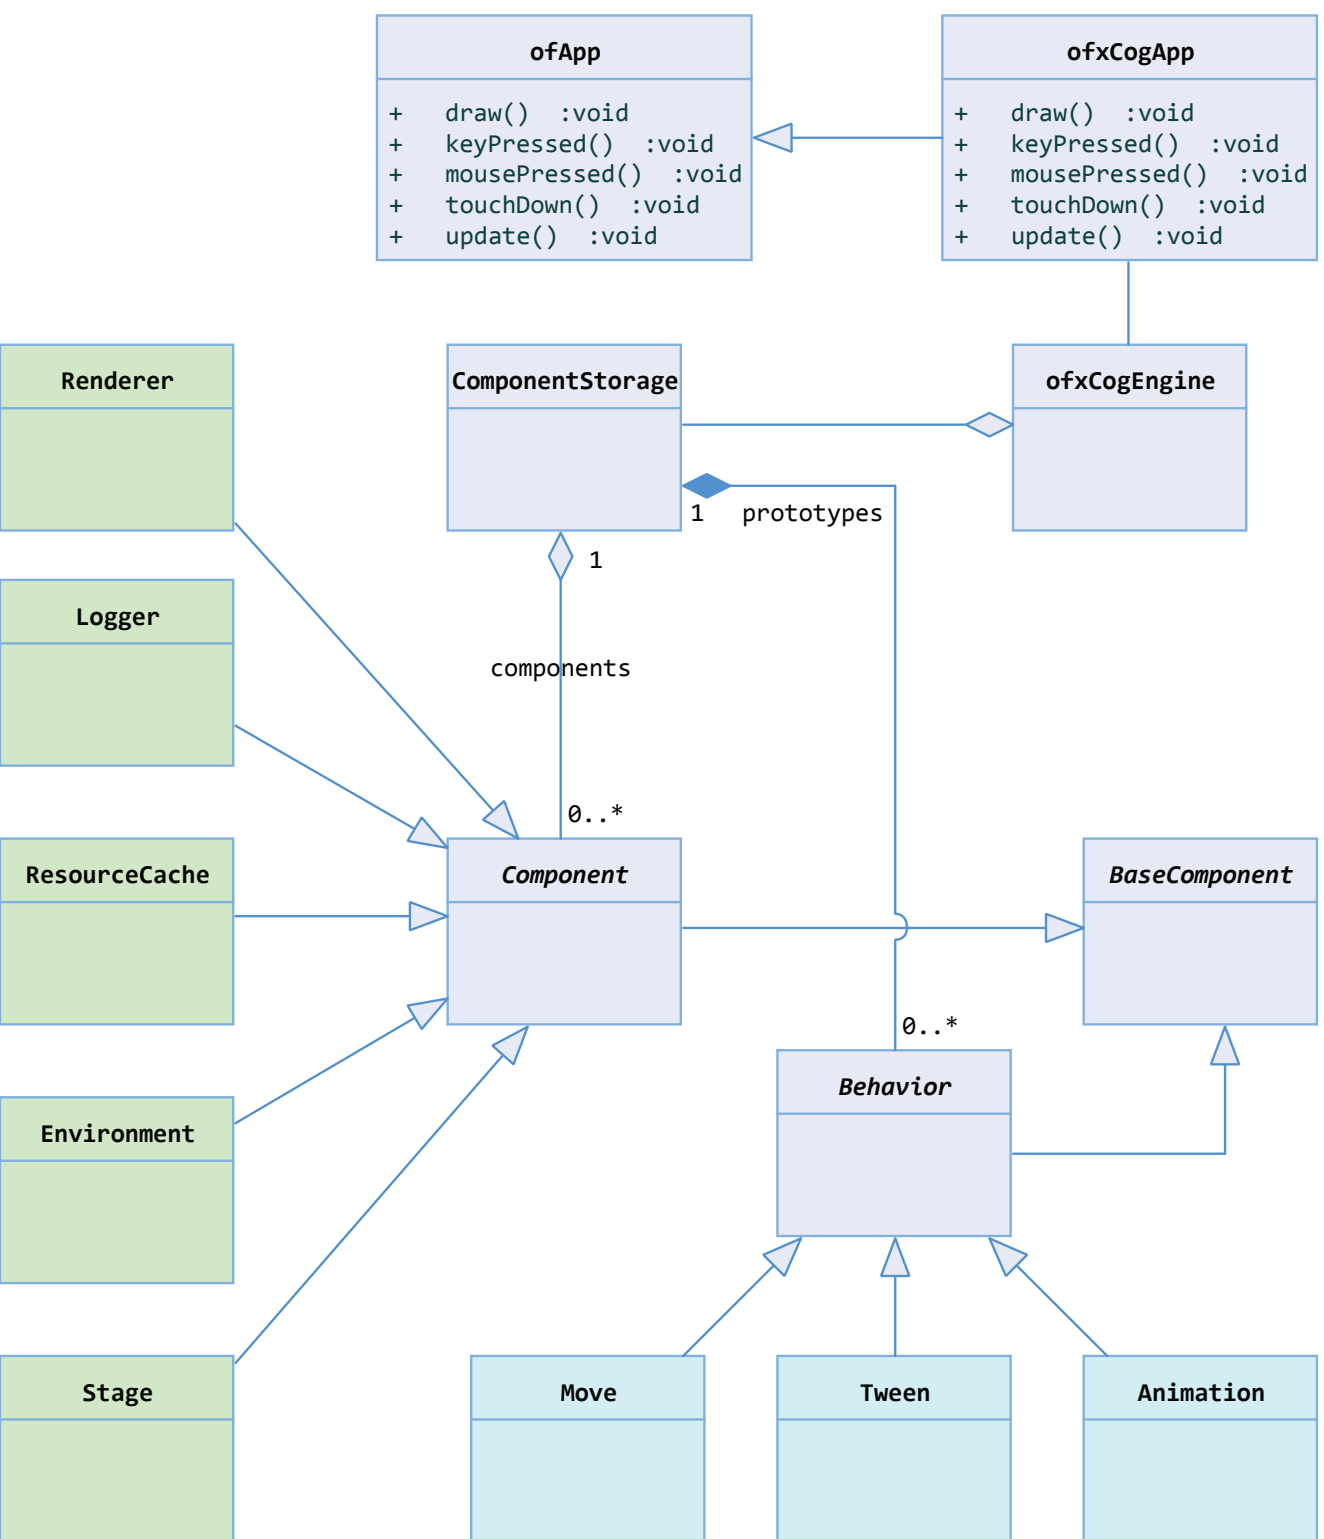 ofApp
+ draw() :void
+ keyPressed() :void
+ mousePressed() :void
+ touchDown() :void
+ update() :void
ofxCogApp
+ draw() :void
+ keyPressed() :void
+ mousePressed() :void
+ touchDown() :void
+ update() :void
Renderer
ComponentStorage
ofxCogEngine
1 prototypes
1
Logger
components
0..*
ResourceCache
Component
BaseComponent
0..*
Behavior
Environment
Stage
Move
Tween
Animation